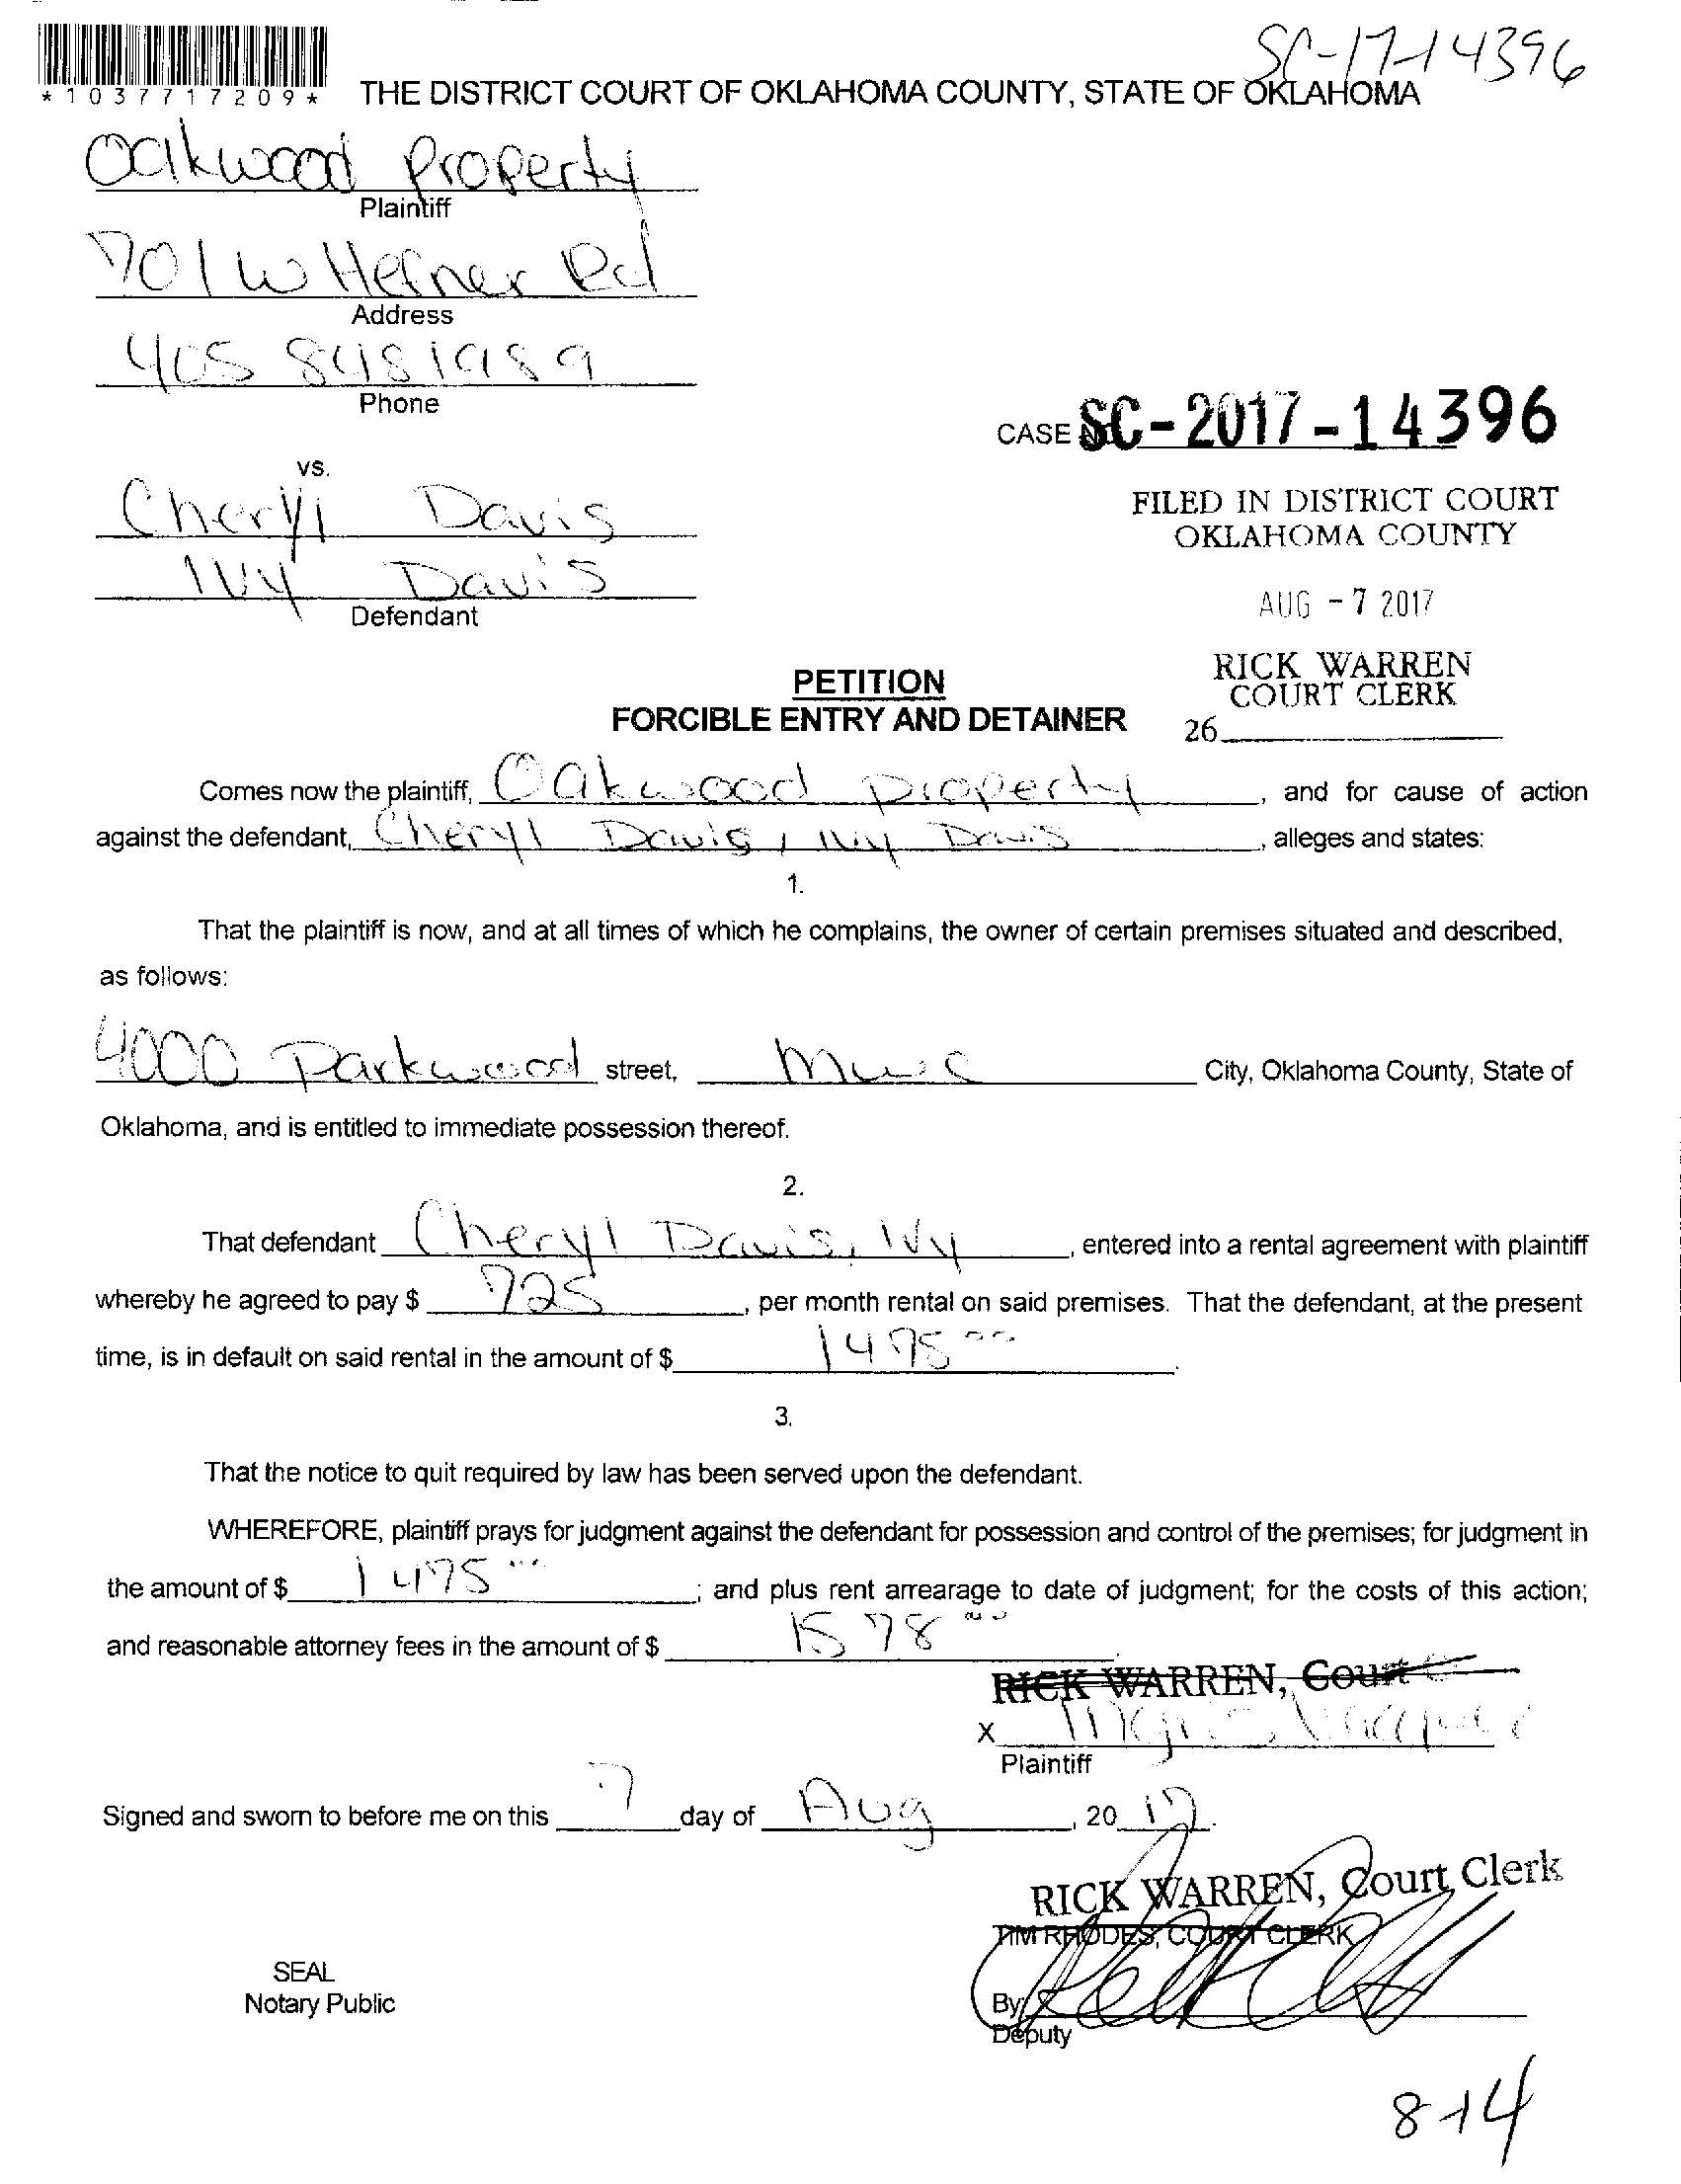 SC-17-14396
*1037717209*
THE DISTRICT COURT OF OKLAHOMA COUNTY, STATE OF OKLAHOMA
Oakwood Property
Plaintiff
701 W Hefner Rd
Address
405 8481989
Phone
CASE SC-2017-14396
vs.
Cheryl Davis
FILED IN DISTRICT COURT
OKLAHOMA COUNTY
Ivy Davis
Defendant
AUG - 7 2017
RICK WARREN
COURT CLERK
26
PETITION
FORCIBLE ENTRY AND DETAINER
Comes now the plaintiff, Oakwood property, and for cause of action
against the defendant, Cheryl Davis, Ivy Davis, alleges and states:
1.
That the plaintiff is now, and at all times of which he complains, the owner of certain premises situated and described,
as follows:
4000 Parkwood street, MWC City, Oklahoma County, State of
Oklahoma, and is entitled to immediate possession thereof.
2.
That defendant Cheryl Davis, Ivy, entered into a rental agreement with plaintiff
whereby he agreed to pay $ 725, per month rental on said premises. That the defendant, at the present
time, is in default on said rental in the amount of $ 1475 00.
3.
That the notice to quit required by law has been served upon the defendant.
WHEREFORE, plaintiff prays for judgment against the defendant for possession and control of the premises; for judgment in
the amount of $ 1475 00; and plus rent arrearage to date of judgment; for the costs of this action;
and reasonable attorney fees in the amount of $ 1578 00.
RICK WARREN, Court
X
Plaintiff
Signed and sworn to before me on this 7 day of Aug, 20 17.
RICK WARREN, Court Clerk
TIM RHODES, COURT CLERK
SEAL
Notary Public
By
Deputy
8-14